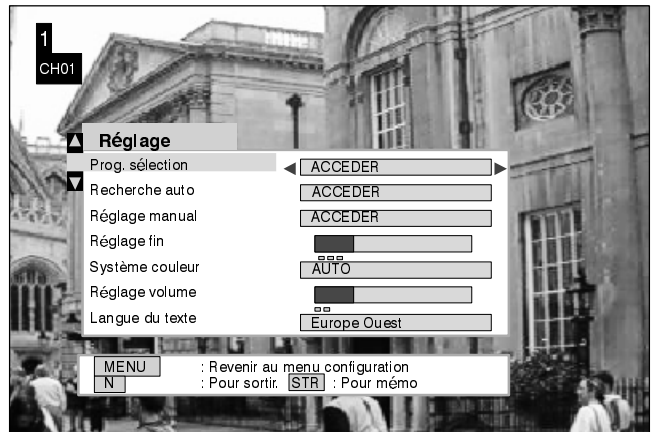 1
CH01
Réglage
Prog. sélection ACCEDER
Recherche auto ACCEDER
Réglage manual ACCEDER
Réglage fin
Système couleur AUTO
Réglage volume
Langue du texte Europe Ouest
MENU : Revenir au menu configuration
N : Pour sortir. STR : Pour mémo